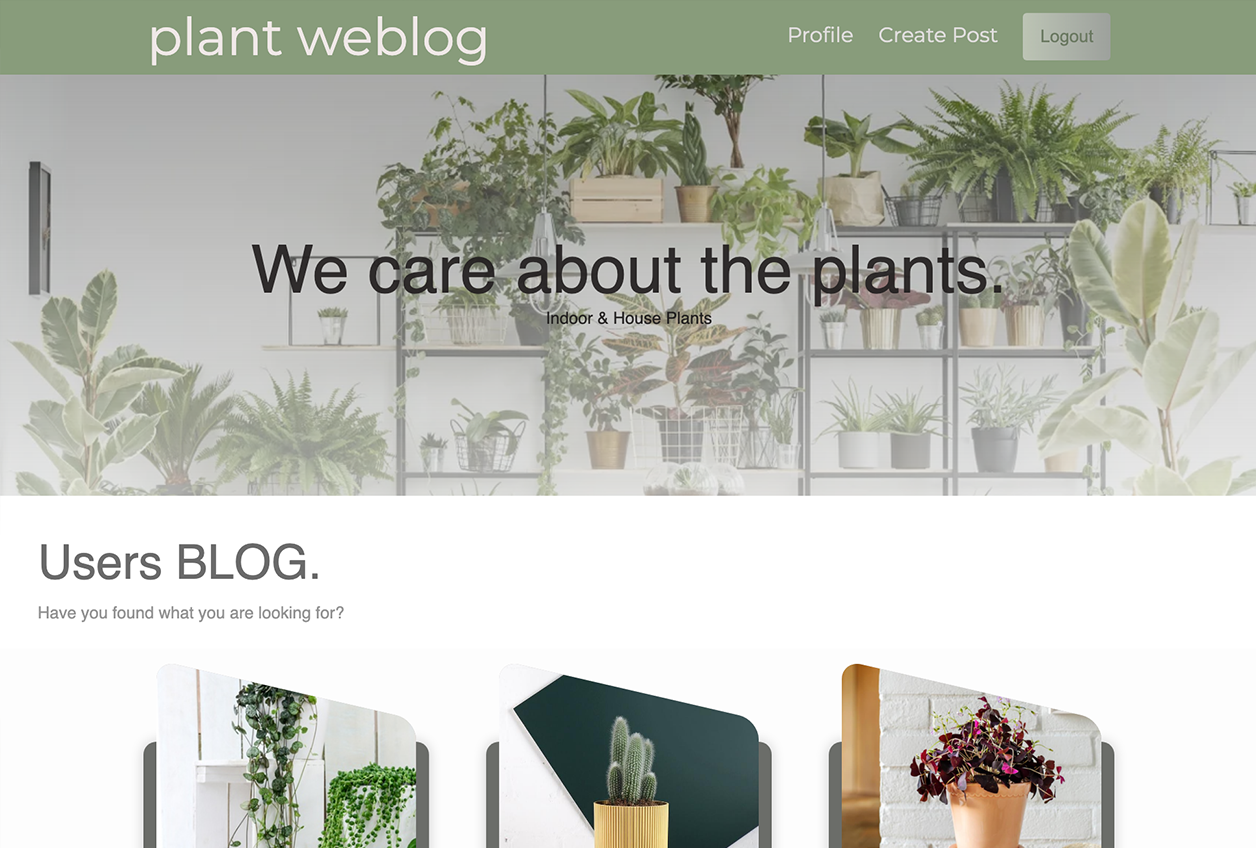 plant weblog
Profile Create Post Logout
We care about the plants.
Indoor & House Plants
Users BLOG.
Have you found what you are looking for?